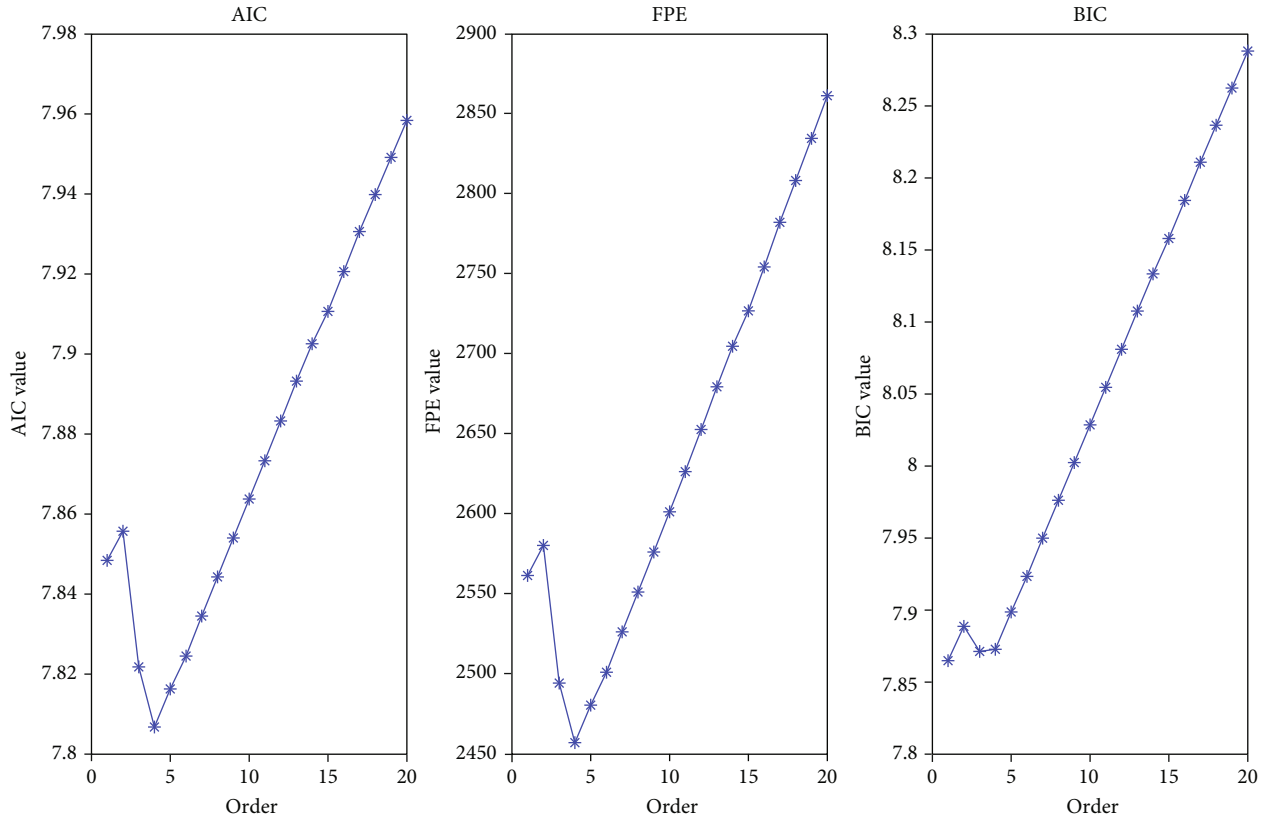 AIC
7.98
7.96
7.94
7.92
7.9
7.88
7.86
7.84
7.82
7.8
AIC value
0 5 10 15 20
Order
FPE
2900
2850
2800
2750
2700
2650
2600
2550
2500
2450
FPE value
0 5 10 15 20
Order
BIC
8.3
8.25
8.2
8.15
8.1
8.05
8
7.95
7.9
7.85
7.8
BIC value
0 5 10 15 20
Order